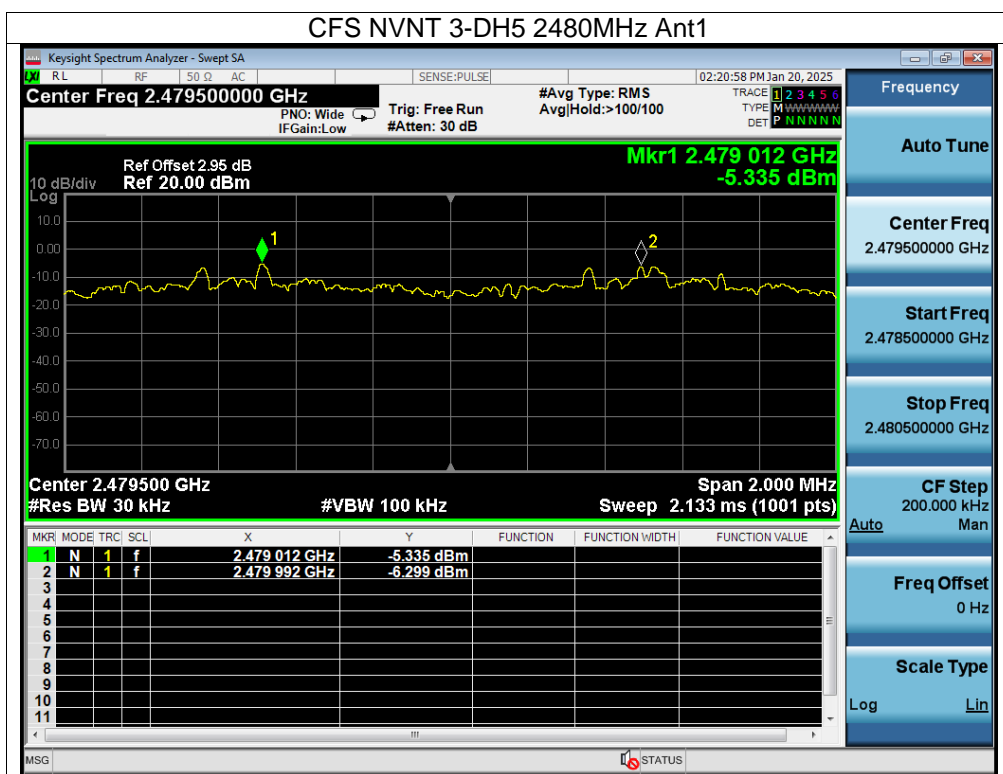 CFS NVNT 3-DH5 2480MHz Ant1
Keysight Spectrum Analyzer - Swept SA
LXI RL RF 50 Ω AC SENSE:PULSE 02:20:58 PM Jan 20, 2025
Center Freq 2.479500000 GHz #Avg Type: RMS TRACE 1 2 3 4 5 6
PNO: Wide Trig: Free Run Avg|Hold:>100/100 TYPE M W W W W W
IFGain:Low #Atten: 30 dB DET P N N N N N
Mkr1 2.479 012 GHz
-5.335 dBm
Ref Offset 2.95 dB
10 dB/div Ref 20.00 dBm
Log
10.0
0.00
-10.0
-20.0
-30.0
-40.0
-50.0
-60.0
-70.0
1
2
Center 2.479500 GHz Span 2.000 MHz
#Res BW 30 kHz #VBW 100 kHz Sweep 2.133 ms (1001 pts)
MKR MODE TRC SCL X Y FUNCTION FUNCTION WIDTH FUNCTION VALUE
1 N 1 f 2.479 012 GHz -5.335 dBm
2 N 1 f 2.479 992 GHz -6.299 dBm
3
4
5
6
7
8
9
10
11
MSG STATUS
Frequency
Auto Tune
Center Freq
2.479500000 GHz
Start Freq
2.478500000 GHz
Stop Freq
2.480500000 GHz
CF Step
200.000 kHz
Auto Man
Freq Offset
0 Hz
Scale Type
Log Lin